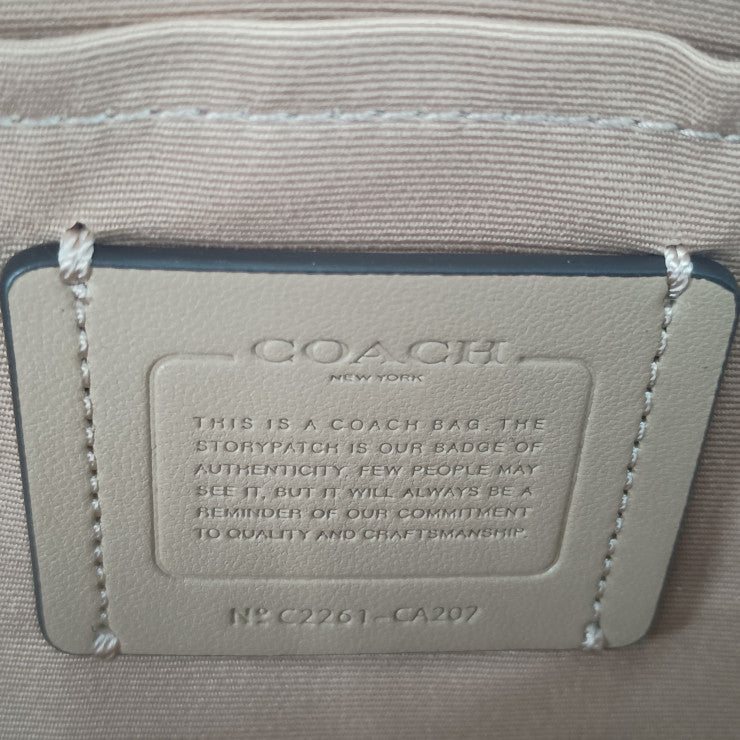 COACH
NEW YORK
THIS IS A COACH BAG. THE
STORYPATCH IS OUR BADGE OF
AUTHENTICITY. FEW PEOPLE MAY
SEE IT, BUT IT WILL ALWAYS BE A
REMINDER OF OUR COMMITMENT
TO QUALITY AND CRAFTSMANSHIP.
Nº C2261-CA207